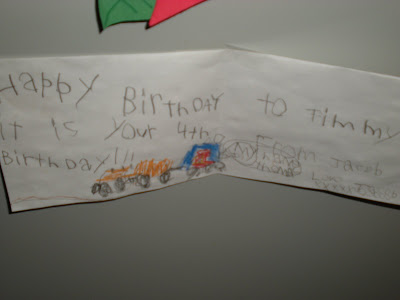 Happy BirthDAY to Timmy
it is your 4th
BirthDAY!!!
From Jacob